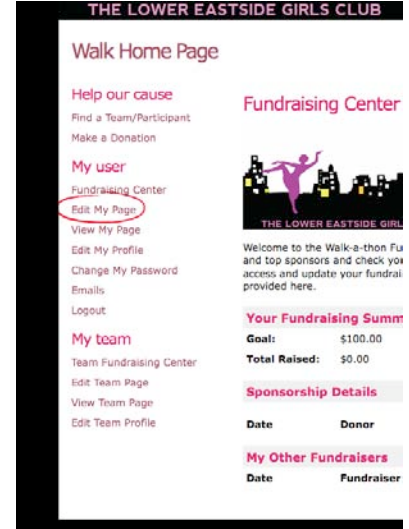 THE LOWER EASTSIDE GIRLS CLUB
Walk Home Page
Help our cause
Find a Team/Participant
Make a Donation
My user
Fundraising Center
Edit My Page
View My Page
Edit My Profile
Change My Password
Emails
Logout
My team
Team Fundraising Center
Edit Team Page
View Team Page
Edit Team Profile
Fundraising Center
THE LOWER EASTSIDE GIRL
Welcome to the Walk-a-thon Fu
and top sponsors and check you
access and update your fundrai
provided here.
Your Fundraising Summ
Goal: $100.00
Total Raised: $0.00
Sponsorship Details
Date Donor
My Other Fundraisers
Date Fundraiser